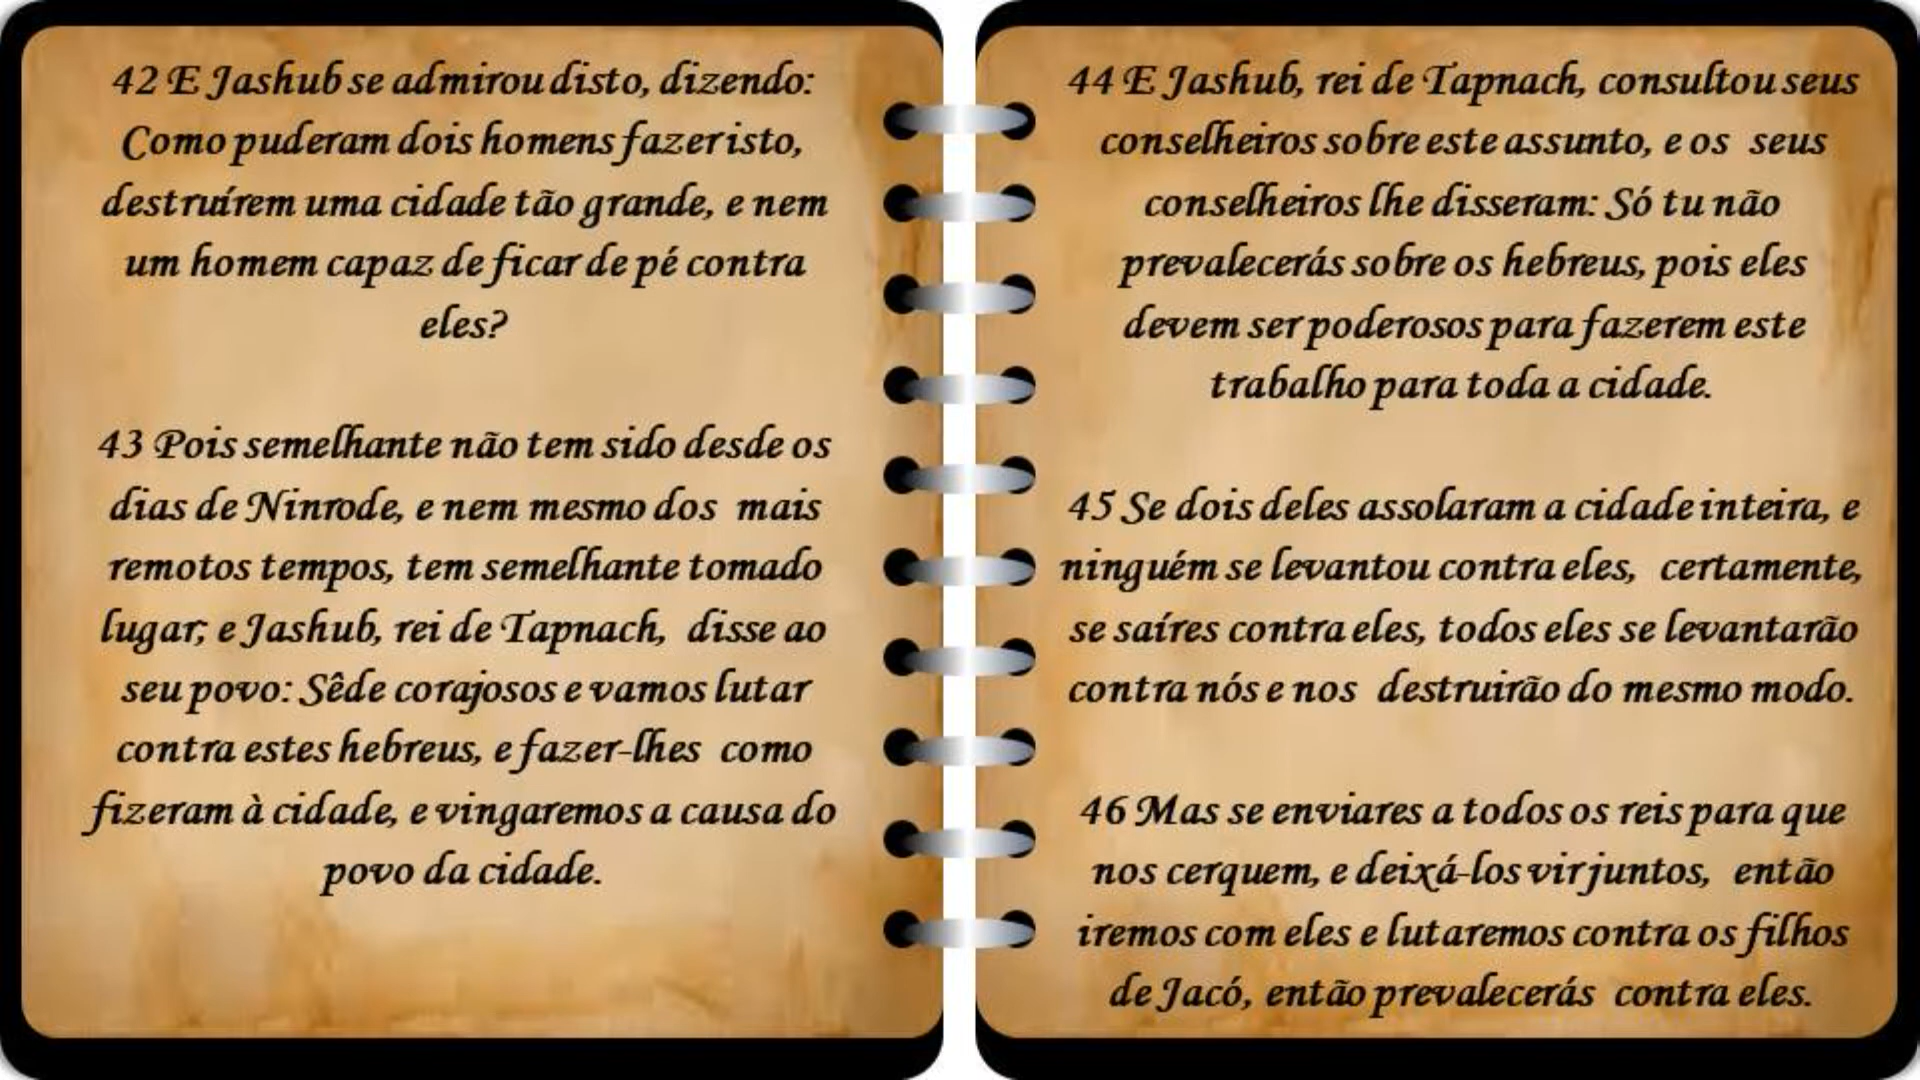 42 E Jashub se admirou disto, dizendo:
Como puderam dois homens fazer isto,
destruírem uma cidade tão grande, e nem
um homem capaz de ficar de pé contra
eles?
43 Pois semelhante não tem sido desde os
dias de Ninrode, e nem mesmo dos mais
remotos tempos, tem semelhante tomado
lugar; e Jashub, rei de Tapnach, disse ao
seu povo: Sêde corajosos e vamos lutar
contra estes hebreus, e fazer-lhes como
fizeram à cidade, e vingaremos a causa do
povo da cidade.
44 E Jashub, rei de Tapnach, consultou seus
conselheiros sobre este assunto, e os seus
conselheiros lhe disseram: Só tu não
prevalecerás sobre os hebreus, pois eles
devem ser poderosos para fazerem este
trabalho para toda a cidade.
45 Se dois deles assolaram a cidade inteira, e
ninguém se levantou contra eles, certamente,
se saíres contra eles, todos eles se levantarão
contra nós e nos destruirão do mesmo modo.
46 Mas se enviares a todos os reis para que
nos cerquem, e deixá-los vir juntos, então
iremos com eles e lutaremos contra os filhos
de Jacó, então prevalecerás contra eles.